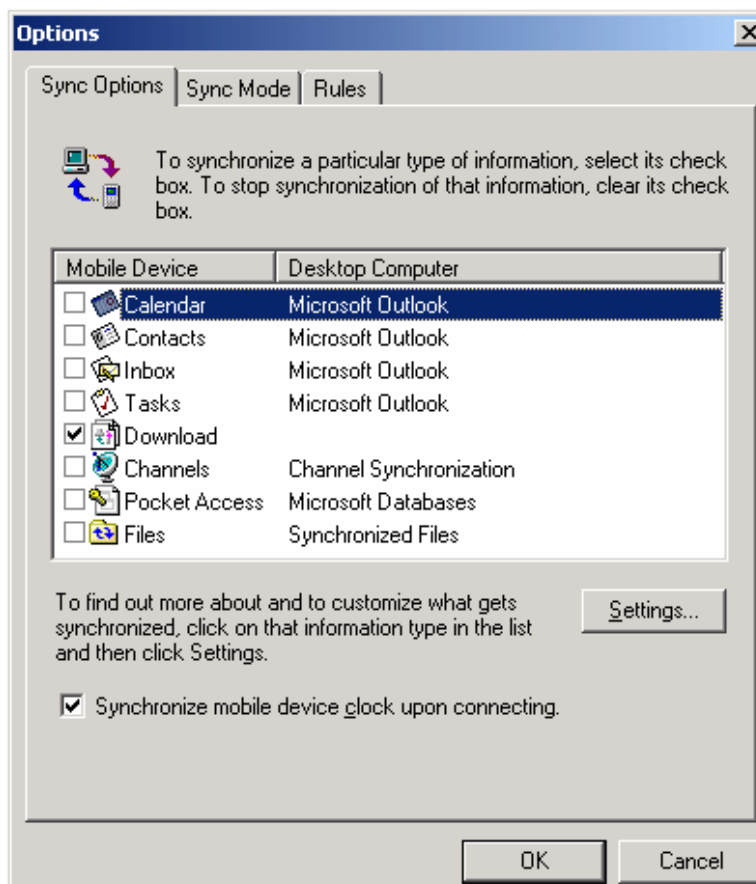 Options
Sync Options Sync Mode Rules
To synchronize a particular type of information, select its check
box. To stop synchronization of that information, clear its check
box.
Mobile Device Desktop Computer
Calendar Microsoft Outlook
Contacts Microsoft Outlook
Inbox Microsoft Outlook
Tasks Microsoft Outlook
Download
Channels Channel Synchronization
Pocket Access Microsoft Databases
Files Synchronized Files
To find out more about and to customize what gets
synchronized, click on that information type in the list
and then click Settings.
Settings...
Synchronize mobile device clock upon connecting.
OK Cancel